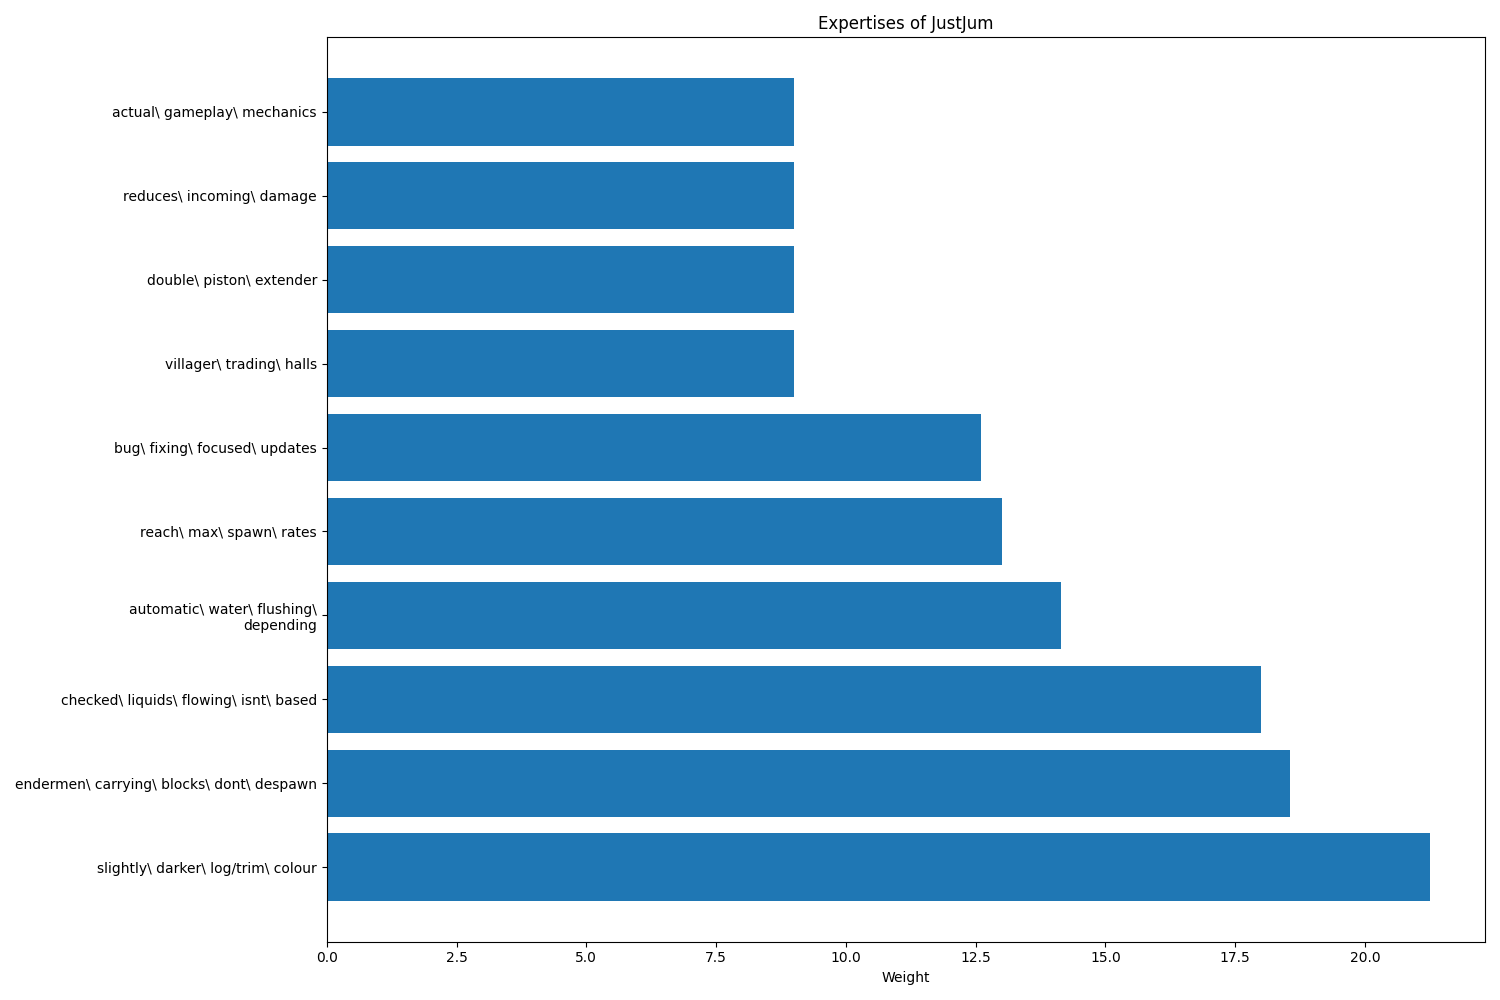 Expertises of JustJum
actual\ gameplay\ mechanics
reduces\ incoming\ damage
double\ piston\ extender
villager\ trading\ halls
bug\ fixing\ focused\ updates
reach\ max\ spawn\ rates
automatic\ water\ flushing\
depending
checked\ liquids\ flowing\ isnt\ based
endermen\ carrying\ blocks\ dont\ despawn
slightly\ darker\ log/trim\ colour
0.0 2.5 5.0 7.5 10.0 12.5 15.0 17.5 20.0
Weight